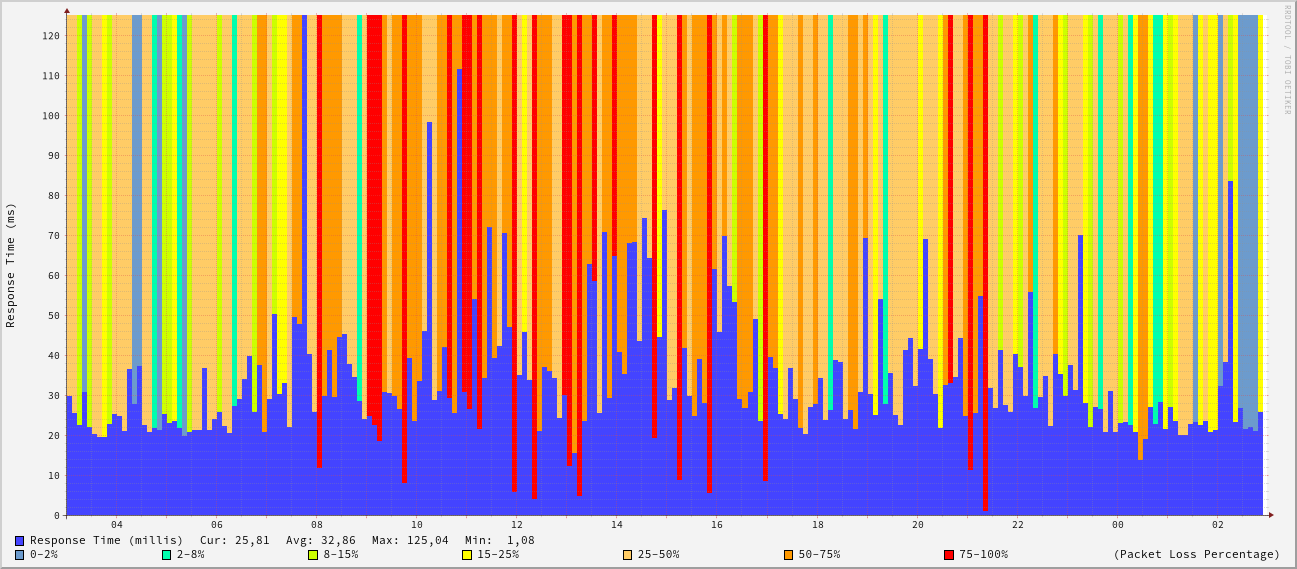 RRDTOOL / TOBI OETIKER
Response Time (ms)
120
110
100
90
80
70
60
50
40
30
20
10
0
04 06 08 10 12 14 16 18 20 22 00 02
Response Time (millis) Cur: 25,81 Avg: 32,86 Max: 125,04 Min: 1,08
0-2% 2-8% 8-15% 15-25% 25-50% 50-75% 75-100% (Packet Loss Percentage)